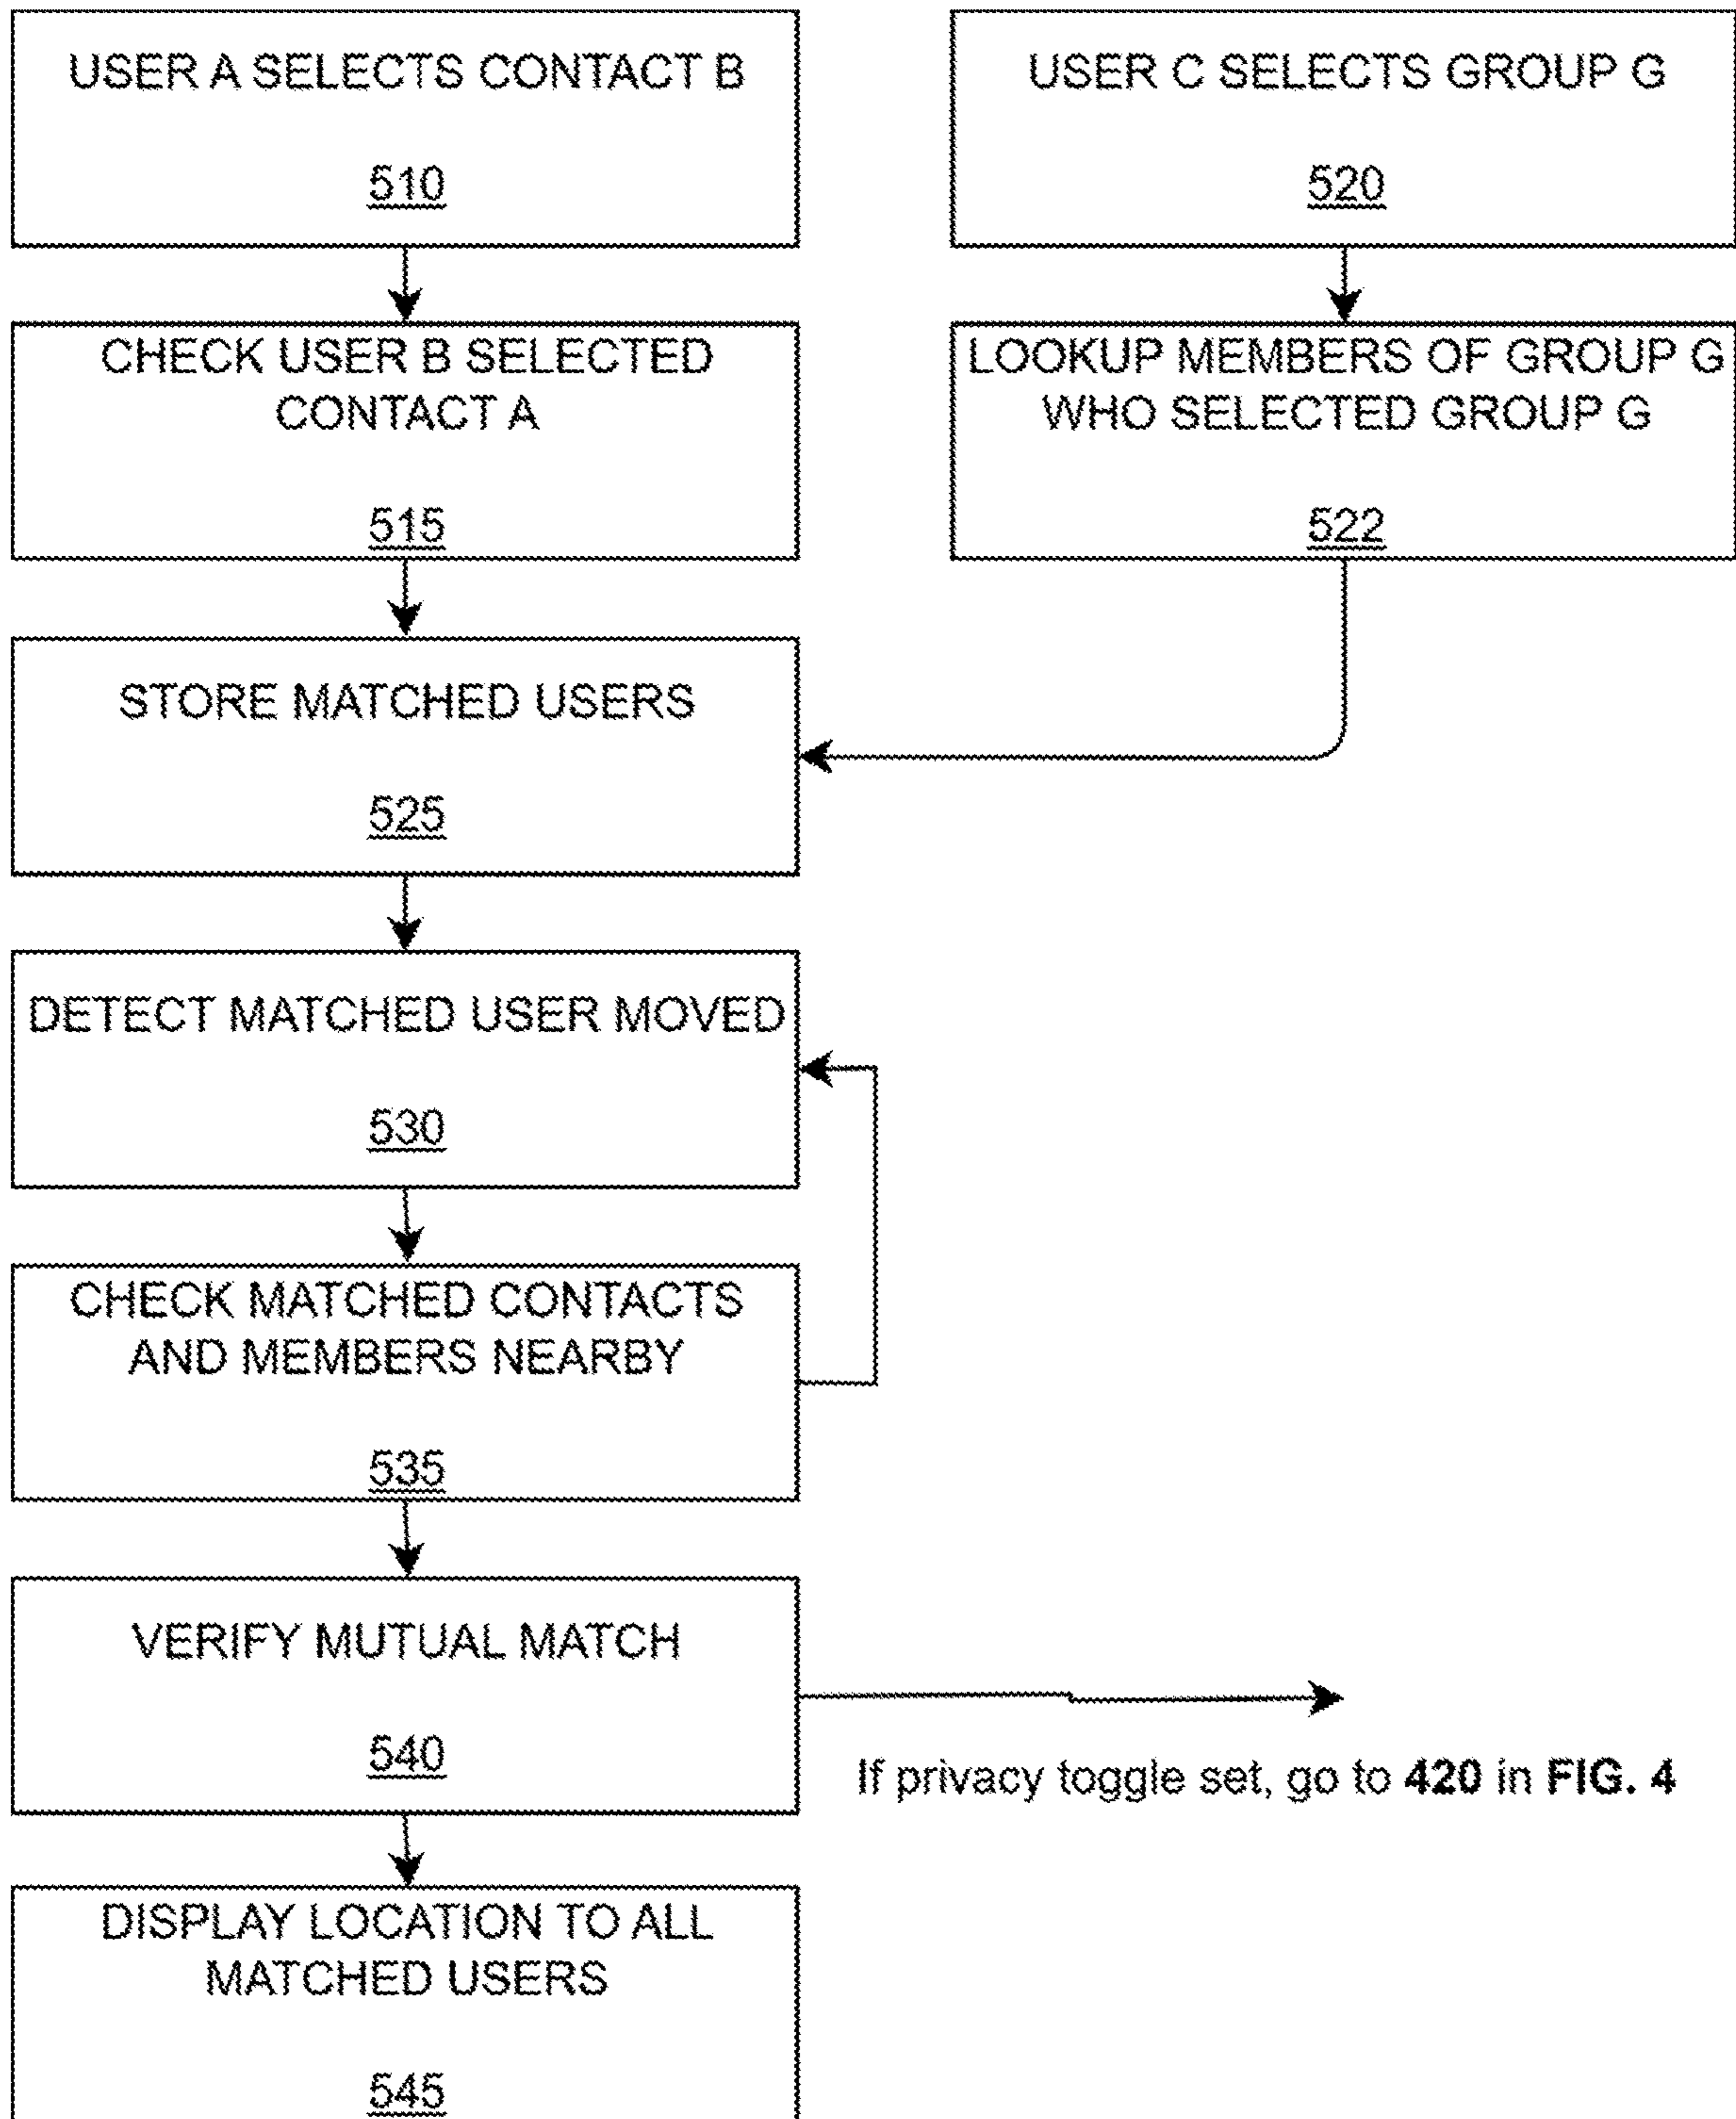 USER A SELECTS CONTACT B
510
USER C SELECTS GROUP G
520
CHECK USER B SELECTED
CONTACT A
515
LOOKUP MEMBERS OF GROUP G
WHO SELECTED GROUP G
522
STORE MATCHED USERS
525
DETECT MATCHED USER MOVED
530
CHECK MATCHED CONTACTS
AND MEMBERS NEARBY
535
VERIFY MUTUAL MATCH
540
If privacy toggle set, go to 420 in FIG. 4
DISPLAY LOCATION TO ALL
MATCHED USERS
545